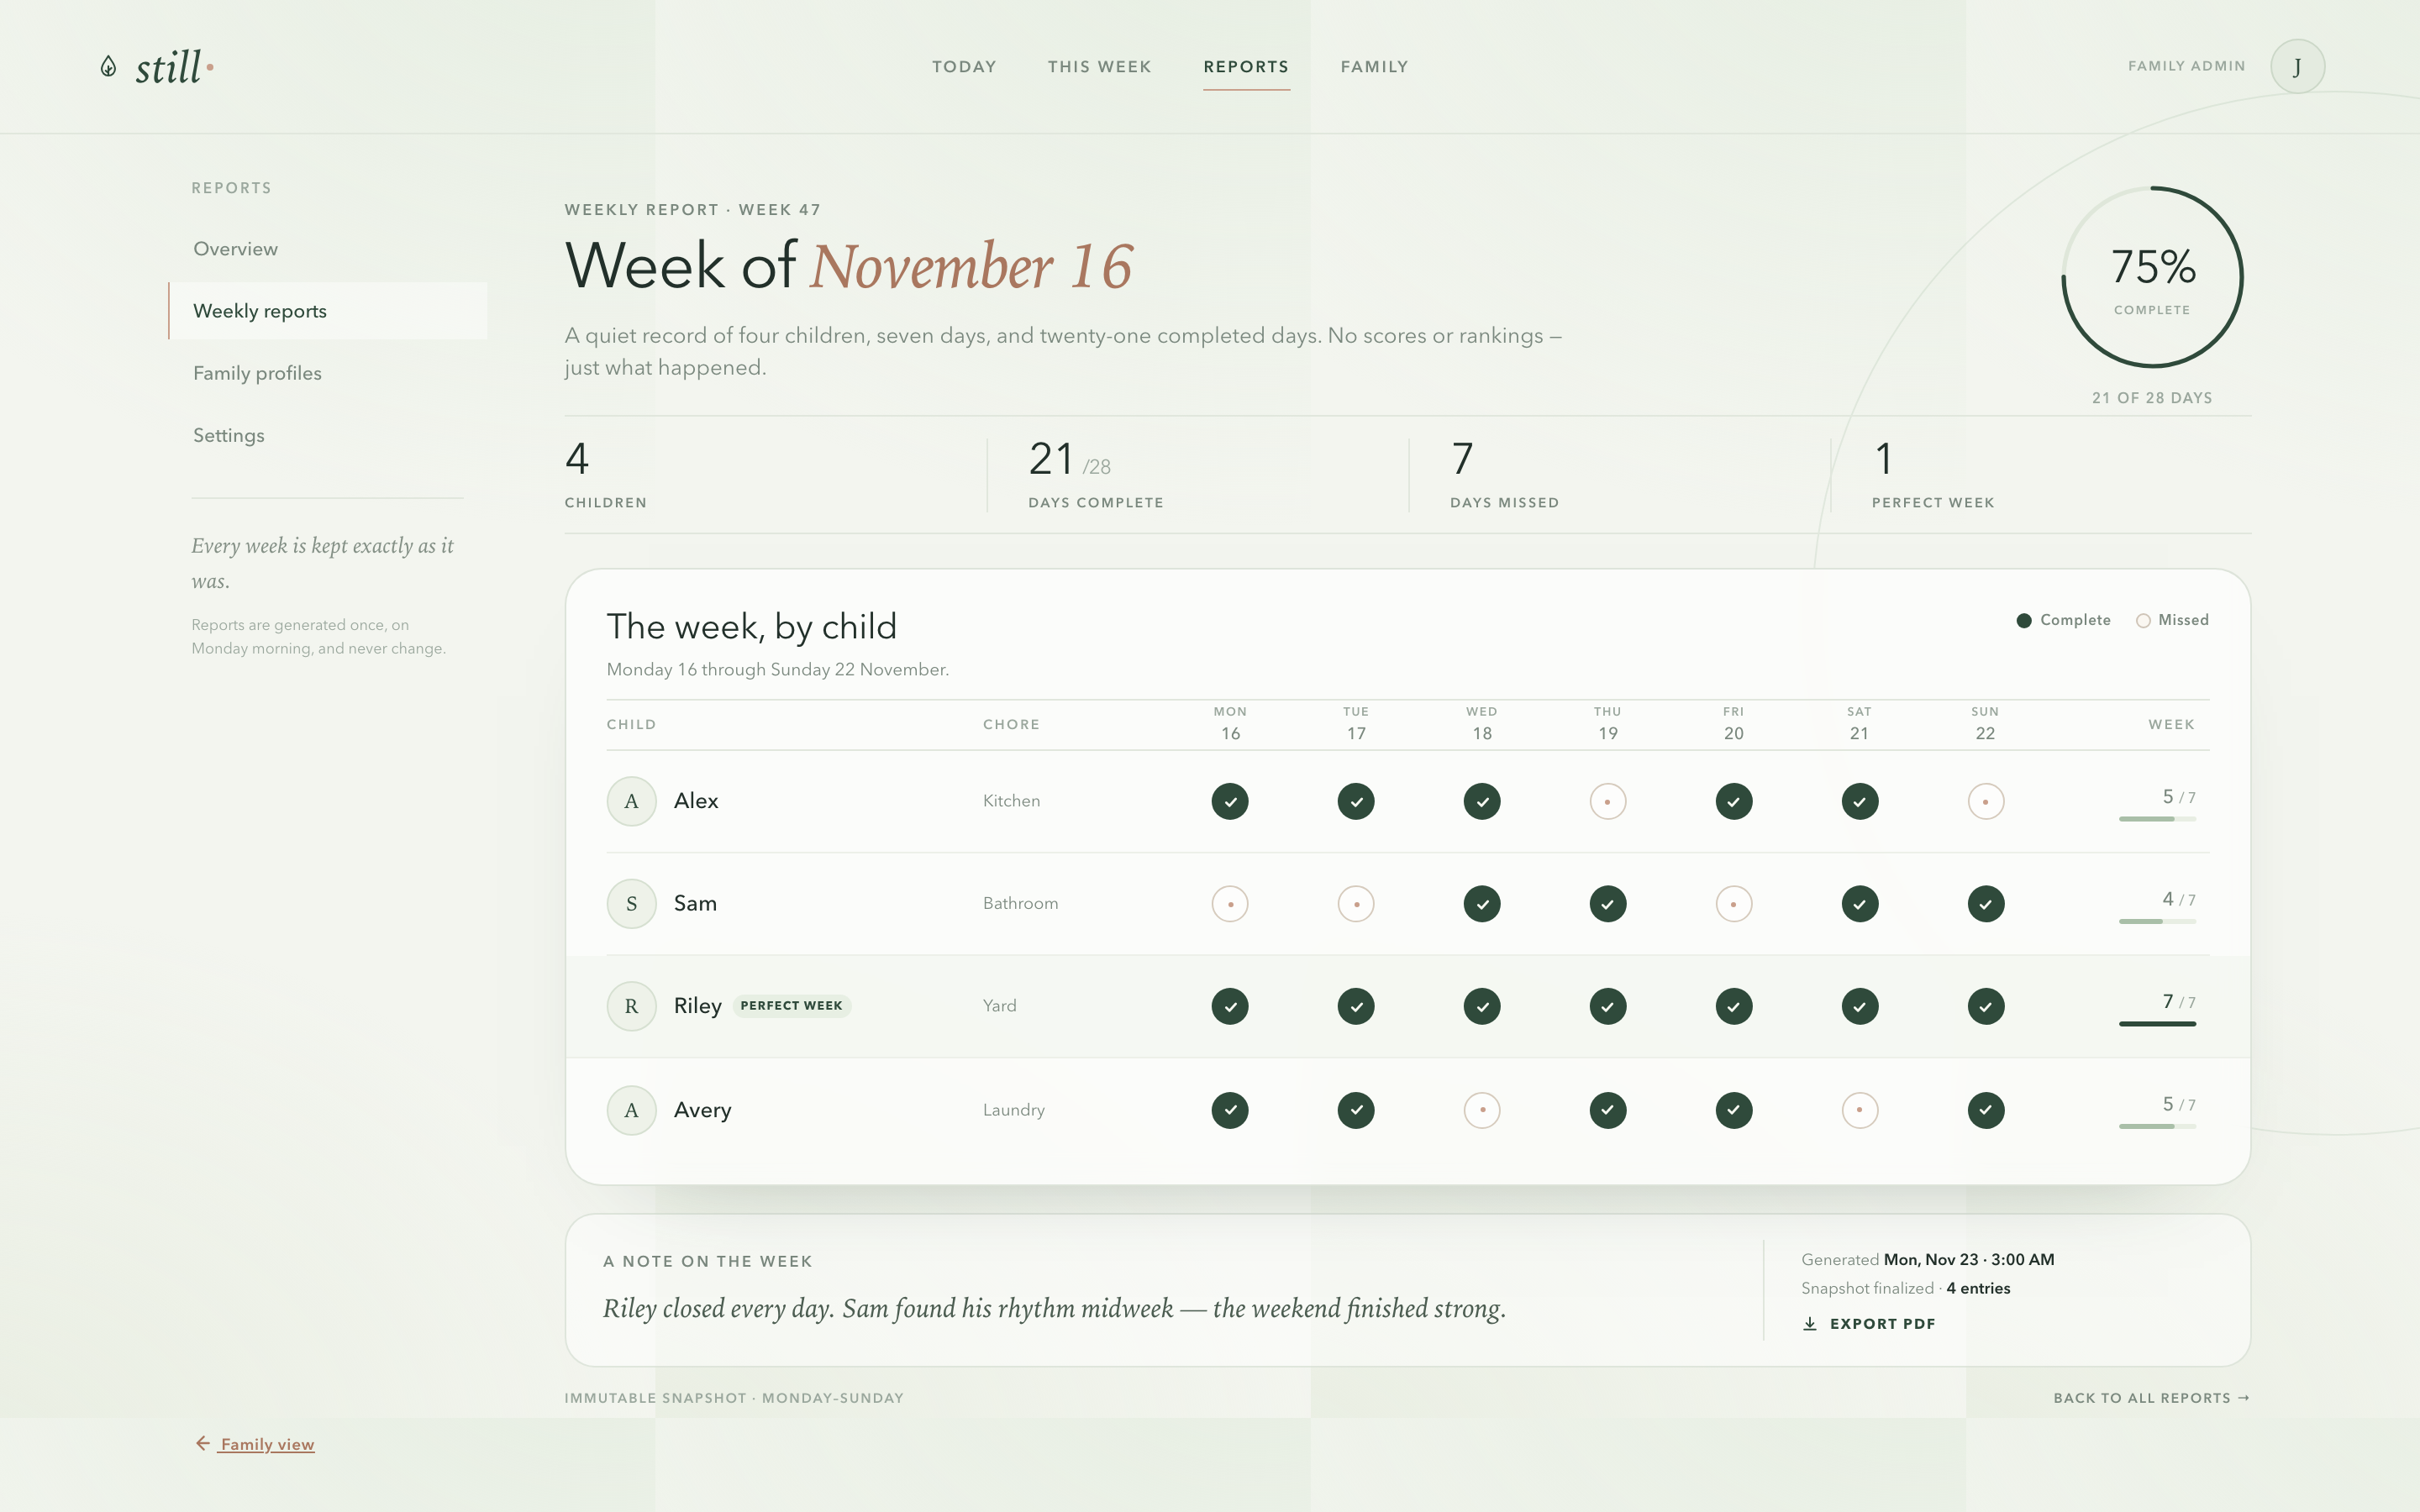 still
TODAY THIS WEEK REPORTS FAMILY
FAMILY ADMIN J
REPORTS
Overview
Weekly reports
Family profiles
Settings
Every week is kept exactly as it
was.
Reports are generated once, on
Monday morning, and never change.
WEEKLY REPORT · WEEK 47
Week of November 16
A quiet record of four children, seven days, and twenty-one completed days. No scores or rankings —
just what happened.
75%
COMPLETE
21 OF 28 DAYS
4
CHILDREN
21 /28
DAYS COMPLETE
7
DAYS MISSED
1
PERFECT WEEK
The week, by child
Monday 16 through Sunday 22 November.
Complete Missed
CHILD CHORE MON 16 TUE 17 WED 18 THU 19 FRI 20 SAT 21 SUN 22 WEEK
A Alex Kitchen 5 / 7
S Sam Bathroom 4 / 7
R Riley PERFECT WEEK Yard 7 / 7
A Avery Laundry 5 / 7
A NOTE ON THE WEEK
Riley closed every day. Sam found his rhythm midweek — the weekend finished strong.
Generated Mon, Nov 23 · 3:00 AM
Snapshot finalized · 4 entries
EXPORT PDF
IMMUTABLE SNAPSHOT · MONDAY–SUNDAY
BACK TO ALL REPORTS →
← Family view